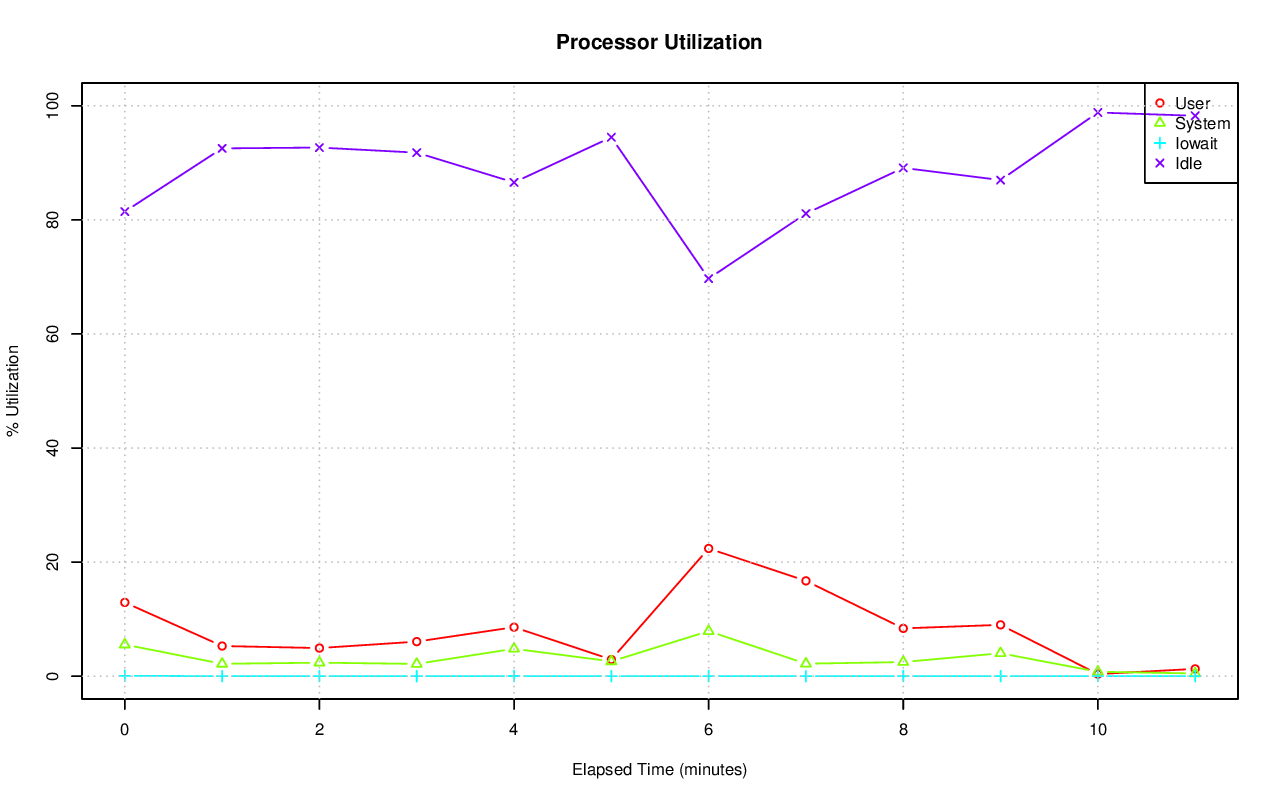 Processor Utilization
User
System
Iowait
Idle
100
80
60
40
20
0
% Utilization
0 2 4 6 8 10
Elapsed Time (minutes)